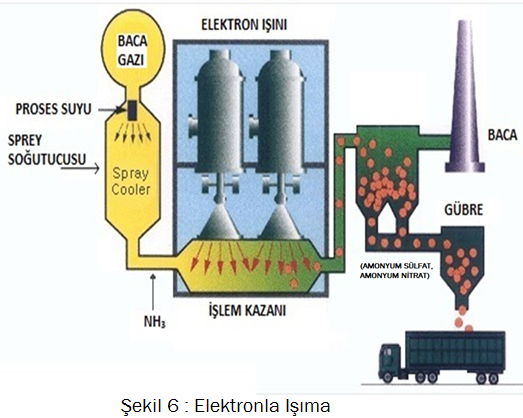 ELEKTRON IŞINI
BACA
GAZI
PROSES SUYU
SPREY
SOĞUTUCUSU
Spray
Cooler
BACA
GÜBRE
(AMONYUM SÜLFAT,
AMONYUM NİTRAT)
NH₃
İŞLEM KAZANI
Şekil 6 : Elektronla Işıma